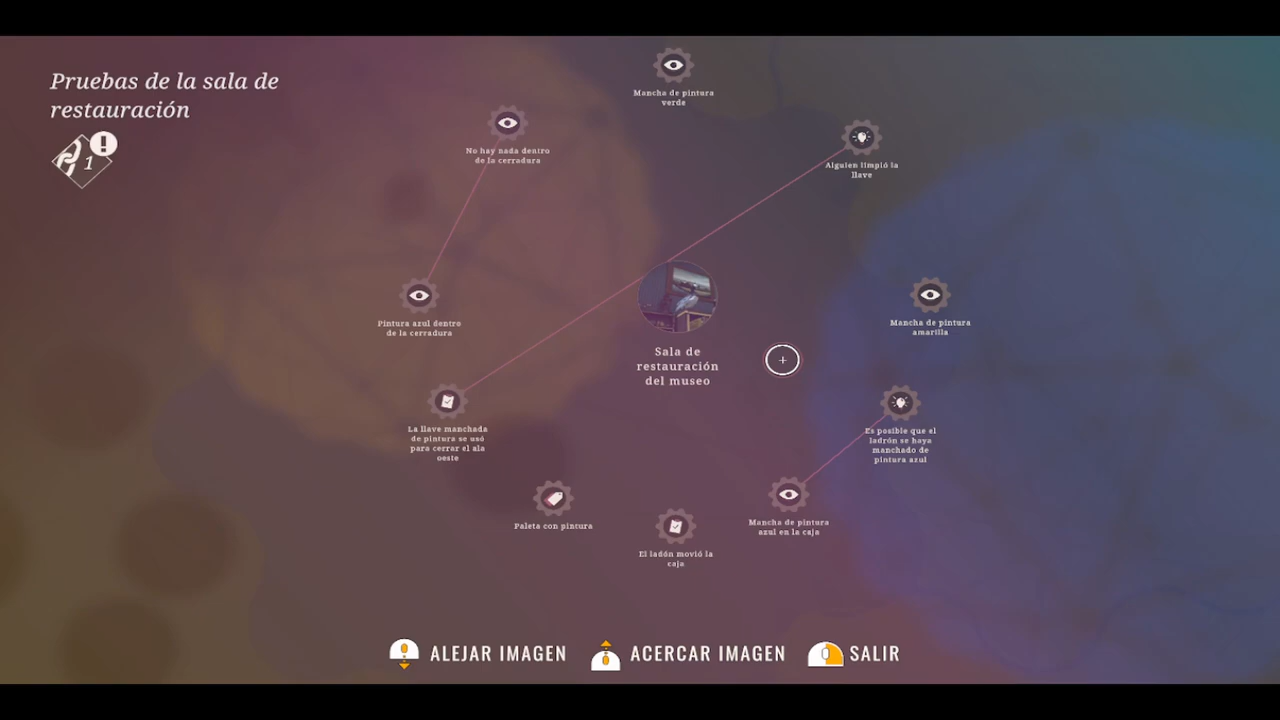 Pruebas de la sala de
restauración
1
Mancha de pintura
verde
No hay nada dentro
de la cerradura
Alguien limpió la
llave
Pintura azul dentro
de la cerradura
Mancha de pintura
amarilla
Sala de
restauración
del museo
La llave manchada
de pintura se usó
para cerrar el ala
oeste
Es posible que el
ladrón se haya
manchado de
pintura azul
Paleta con pintura
El ladón movió la
caja
Mancha de pintura
azul en la caja
ALEJAR IMAGEN
ACERCAR IMAGEN
SALIR